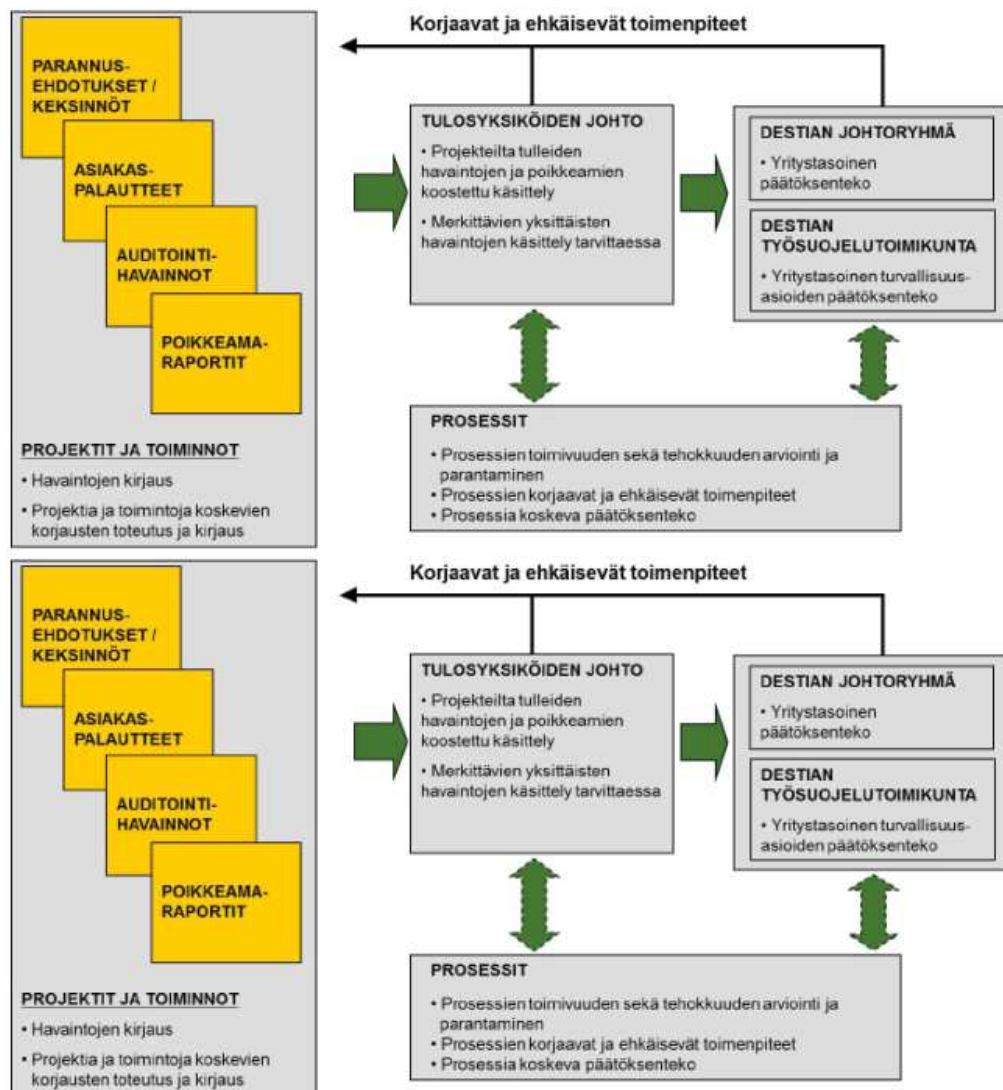 Korjaavat ja ehkäisevät toimenpiteet
PARANNUS-
EHDOTUKSET /
KEKSINNÖT
ASIAKAS-
PALAUTTEET
AUDITOINTI-
HAVAINNOT
POIKKEAMA-
RAPORTIT
PROJEKTIT JA TOIMINNOT
• Havaintojen kirjaus
• Projektia ja toimintoja koskevien
korjausten toteutus ja kirjaus
TULOSYKSIKÖIDEN JOHTO
• Projekteilta tulleiden
havaintojen ja poikkeamien
koostettu käsittely
• Merkittävien yksittäisten
havaintojen käsittely tarvittaessa
DESTIAN JOHTORYHMÄ
• Yritystasoinen
päätöksenteko
DESTIAN
TYÖSUOJELUTOIMIKUNTA
• Yritystasoinen turvallisuus-
asioiden päätöksenteko
PROSESSIT
• Prosessien toimivuuden sekä tehokkuuden arviointi ja
parantaminen
• Prosessien korjaavat ja ehkäisevät toimenpiteet
• Prosessia koskeva päätöksenteko
Korjaavat ja ehkäisevät toimenpiteet
PARANNUS-
EHDOTUKSET /
KEKSINNÖT
ASIAKAS-
PALAUTTEET
AUDITOINTI-
HAVAINNOT
POIKKEAMA-
RAPORTIT
PROJEKTIT JA TOIMINNOT
• Havaintojen kirjaus
• Projektia ja toimintoja koskevien
korjausten toteutus ja kirjaus
TULOSYKSIKÖIDEN JOHTO
• Projekteilta tulleiden
havaintojen ja poikkeamien
koostettu käsittely
• Merkittävien yksittäisten
havaintojen käsittely tarvittaessa
DESTIAN JOHTORYHMÄ
• Yritystasoinen
päätöksenteko
DESTIAN
TYÖSUOJELUTOIMIKUNTA
• Yritystasoinen turvallisuus-
asioiden päätöksenteko
PROSESSIT
• Prosessien toimivuuden sekä tehokkuuden arviointi ja
parantaminen
• Prosessien korjaavat ja ehkäisevät toimenpiteet
• Prosessia koskeva päätöksenteko